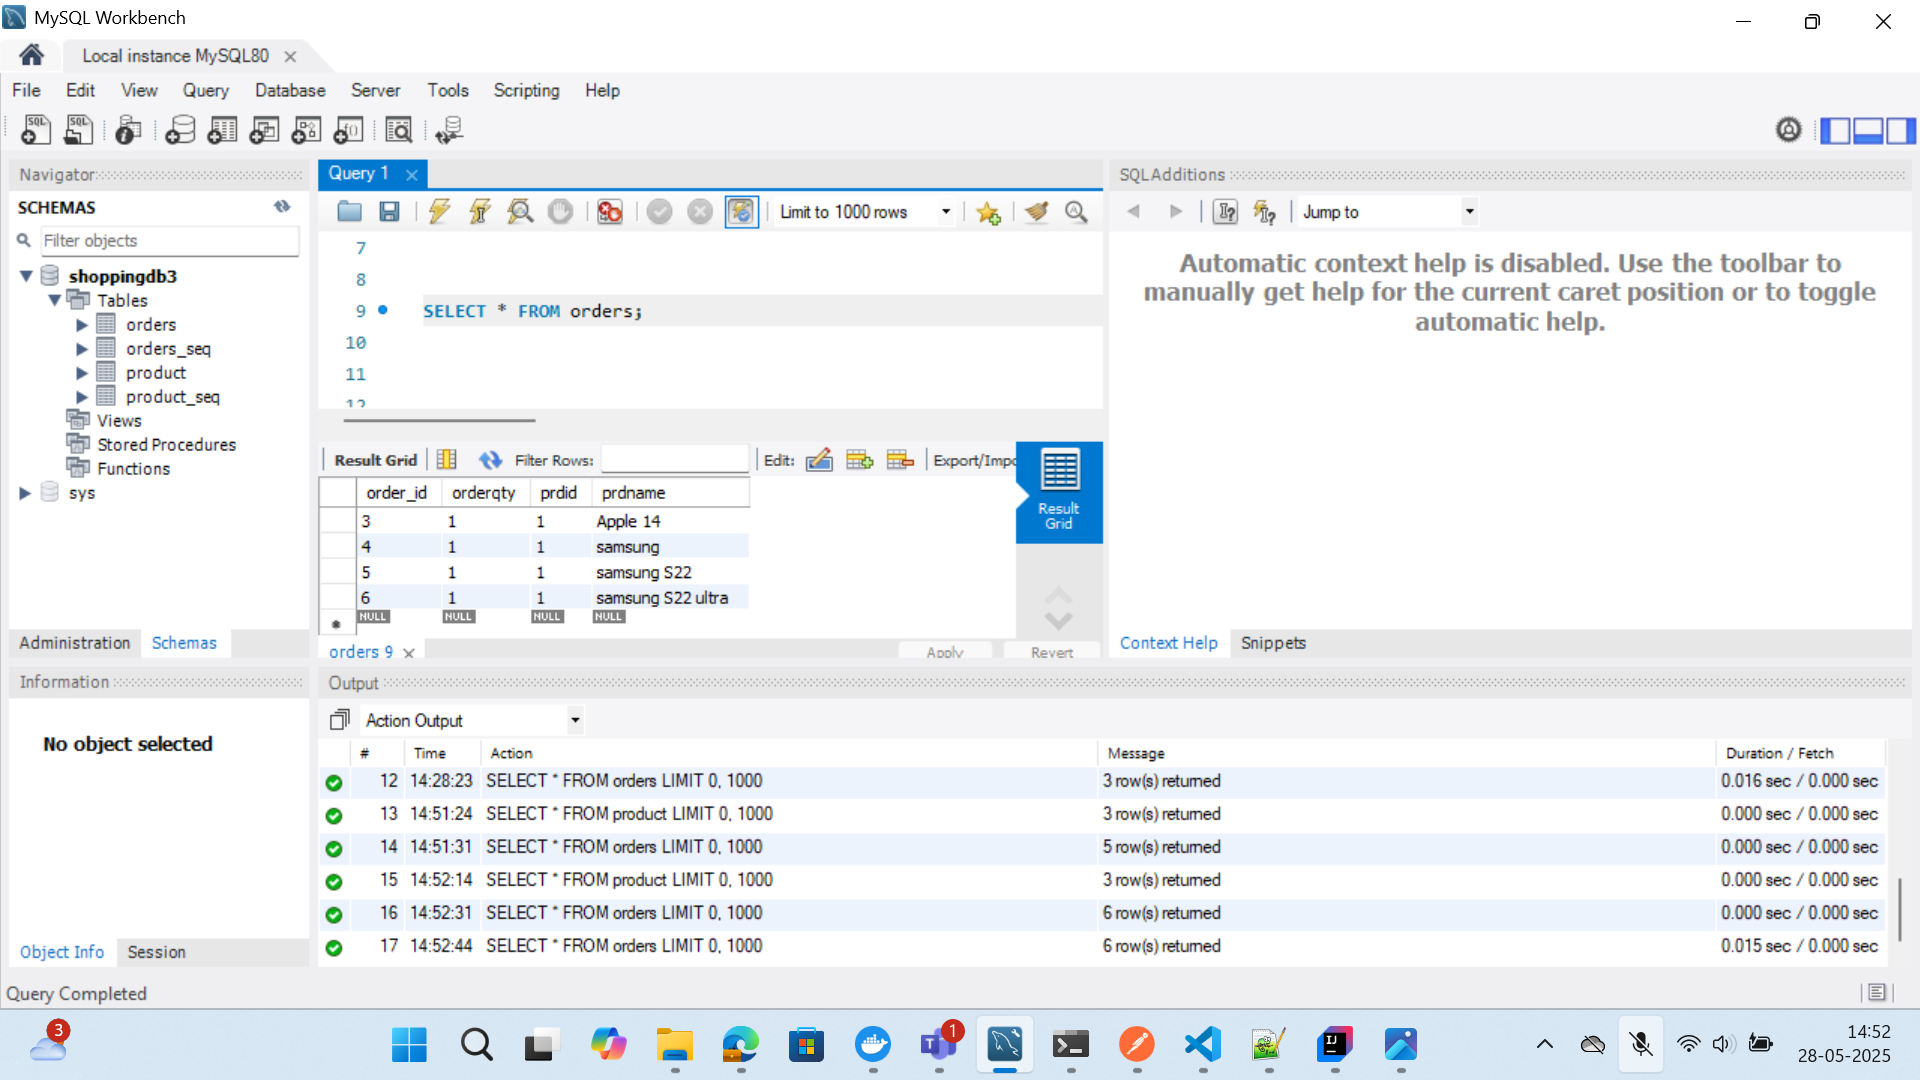 MySQL Workbench
Local instance MySQL80
File Edit View Query Database Server Tools Scripting Help
Navigator
SCHEMAS
Filter objects
shoppingdb3
Tables
orders
orders_seq
product
product_seq
Views
Stored Procedures
Functions
sys
Administration Schemas
Information
No object selected
Object Info Session
Query 1
Limit to 1000 rows
7
8
9 SELECT * FROM orders;
10
11
12
Result Grid Filter Rows: Edit: Export/Impo
Result
Grid
order_id orderqty prdid prdname
3 1 1 Apple 14
4 1 1 samsung
5 1 1 samsung S22
6 1 1 samsung S22 ultra
NULL NULL NULL NULL
orders 9 Apply Revert
SQLAdditions
Jump to
Automatic context help is disabled. Use the toolbar to
manually get help for the current caret position or to toggle
automatic help.
Context Help Snippets
Output
Action Output
# Time Action Message Duration / Fetch
12 14:28:23 SELECT * FROM orders LIMIT 0, 1000 3 row(s) returned 0.016 sec / 0.000 sec
13 14:51:24 SELECT * FROM product LIMIT 0, 1000 3 row(s) returned 0.000 sec / 0.000 sec
14 14:51:31 SELECT * FROM orders LIMIT 0, 1000 5 row(s) returned 0.000 sec / 0.000 sec
15 14:52:14 SELECT * FROM product LIMIT 0, 1000 3 row(s) returned 0.000 sec / 0.000 sec
16 14:52:31 SELECT * FROM orders LIMIT 0, 1000 6 row(s) returned 0.000 sec / 0.000 sec
17 14:52:44 SELECT * FROM orders LIMIT 0, 1000 6 row(s) returned 0.015 sec / 0.000 sec
Query Completed
3
1
14:52
28-05-2025